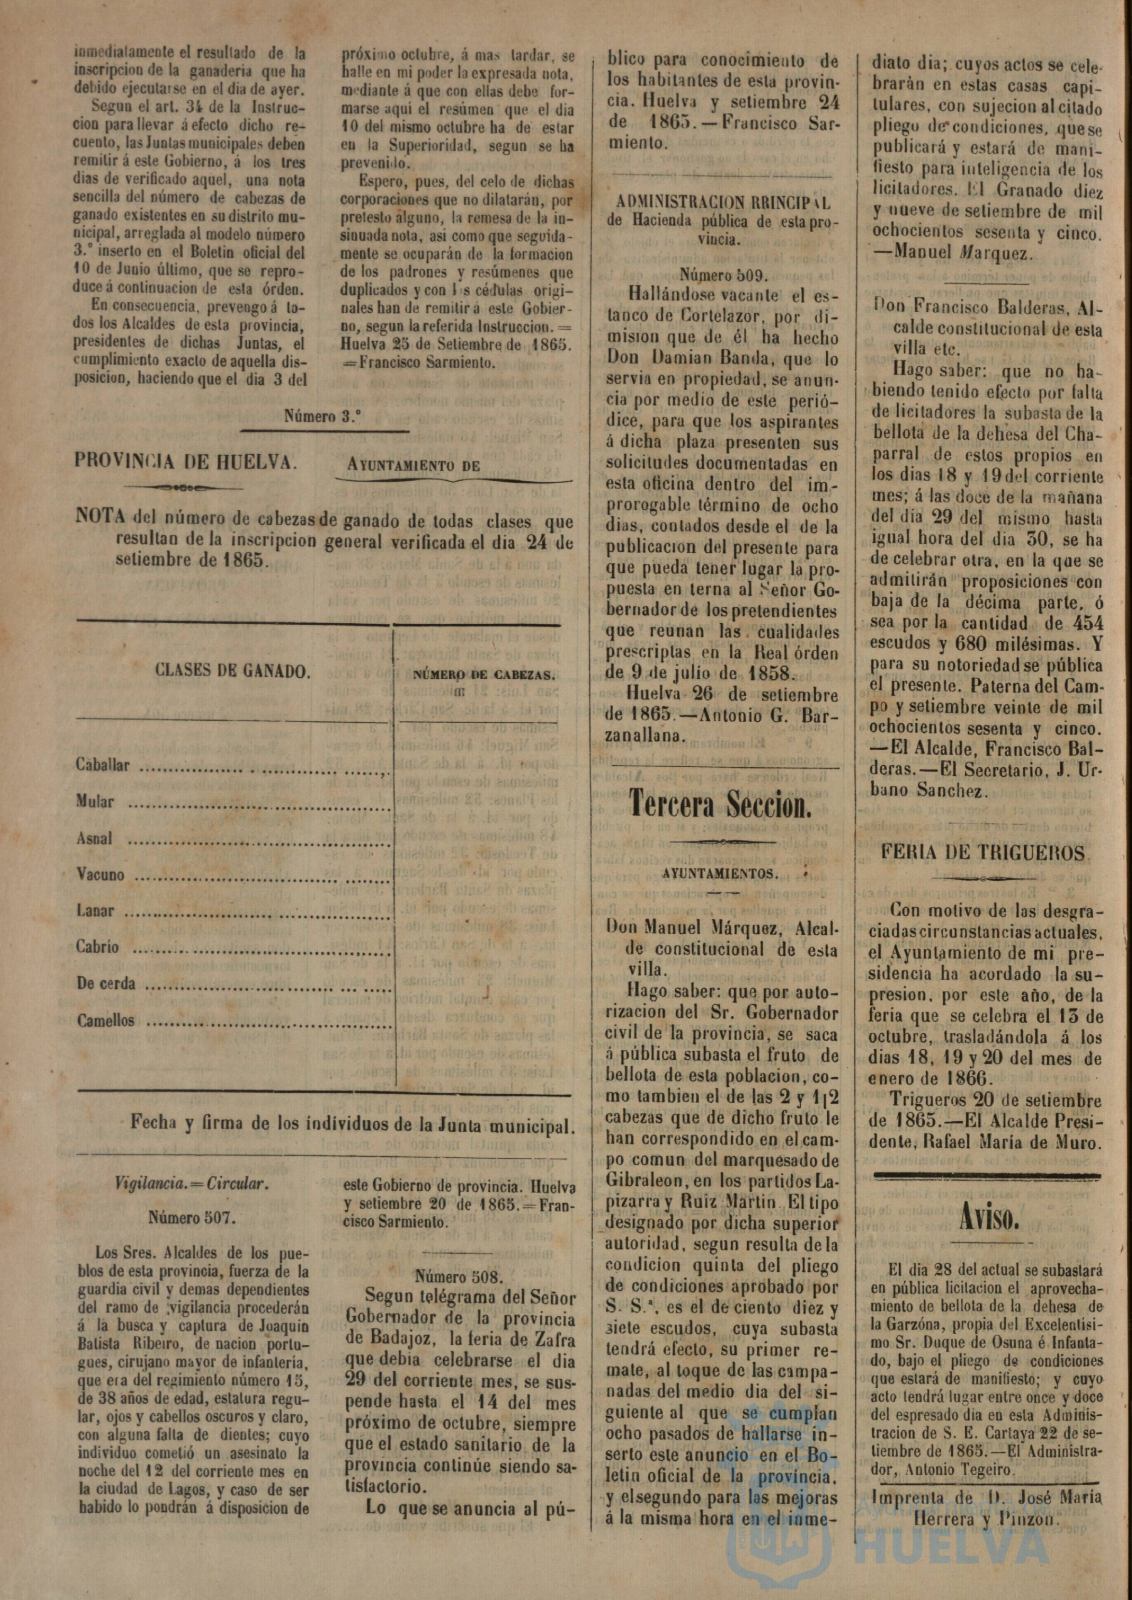 inmediatamente el resultado de la
inscripcion de la ganaderia que ha
debido ejecutarse en el dia de ayer.
Segun el art. 34 de la Instruc-
cion para llevar á efecto dicho re-
cuento, las Juntas municipales deben
remitir á este Gobierno, á los tres
dias de verificado aquel, una nota
sencilla del número de cabezas de
ganado existentes en su distrito mu-
nicipal, arreglada al modelo número
3.º inserto en el Boletin oficial del
10 de Junio último, que se repro-
duce á continuacion de esta órden.
En consecuencia, prevengo á to-
dos los Alcaldes de esta provincia,
presidentes de dichas Juntas, el
cumplimiento exacto de aquella dis-
posicion, haciendo que el dia 3 del
próximo octubre, á mas tardar, se
halle en mi poder la expresada nota,
mediante á que con ellas debe for-
marse aqui el resúmen que el dia
10 del mismo octubre ha de estar
en la Superioridad, segun se ha
prevenido.
Espero, pues, del celo de dichas
corporaciones que no dilatarán, por
pretesto alguno, la remesa de la in-
sinuada nota, asi como que seguida-
mente se ocuparán de la formacion
de los padrones y resúmenes que
duplicados y con l s cédulas origi-
nales han de remitir á este Gobier-
no, segun la referida Instruccion.=
Huelva 25 de Setiembre de 1865.
=Francisco Sarmiento.
Número 3.º
PROVINCIA DE HUELVA. AYUNTAMIENTO DE
NOTA del número de cabezas de ganado de todas clases que
resultan de la inscripcion general verificada el dia 24 de
setiembre de 1865.
CLASES DE GANADO. NÚMERO DE CABEZAS.
Caballar
Mular
Asnal
Vacuno
Lanar
Cabrio
De cerda
Camellos
Fecha y firma de los individuos de la Junta municipal.
Vigilancia.=Circular.
Número 507.
Los Sres. Alcaldes de los pue-
blos de esta provincia, fuerza de la
guardia civil y demas dependientes
del ramo de vigilancia procederán
á la busca y captura de Joaquin
Batista Ribeiro, de nacion portu-
gues, cirujano mayor de infanteria,
que era del regimiento número 15,
de 38 años de edad, estatura regu-
lar, ojos y cabellos oscuros y claro,
con alguna falta de dientes; cuyo
individuo cometió un asesinato la
noche del 12 del corriente mes en
la ciudad de Lagos, y caso de ser
habido lo pondrán á disposicion de
este Gobierno de provincia. Huelva
y setiembre 20 de 1865.=Fran-
cisco Sarmiento.
Número 508.
Segun telégrama del Señor
Gobernador de la provincia
de Badajoz, la feria de Zafra
que debia celebrarse el dia
29 del corriente mes, se sus-
pende hasta el 14 del mes
próximo de octubre, siempre
que el estado sanitario de la
provincia continúe siendo sa-
tisfactorio.
Lo que se anuncia al pú-
blico para conocimiento de
los habitantes de esta provin-
cia. Huelva y setiembre 24
de 1865.—Francisco Sar-
miento.
ADMINISTRACION RRINCIPAL
de Hacienda pública de esta pro-
vincia.
Número 509.
Hallándose vacante el es-
tanco de Cortelazor, por di-
mision que de él ha hecho
Don Damian Banda, que lo
servia en propiedad, se anun-
cia por medio de este perió-
dice, para que los aspirantes
á dicha plaza presenten sus
solicitudes documentadas en
esta oficina dentro del im-
prorogable término de ocho
dias, contados desde el de la
publicacion del presente para
que pueda tener lugar la pro-
puesta en terna al Señor Go-
bernador de los pretendientes
que reunan las cualidades
prescriptas en la Real órden
de 9 de julio de 1858.
Huelva 26 de setiembre
de 1865.—Antonio G. Bar-
zanallana.
Tercera Seccion.
AYUNTAMIENTOS.
Don Manuel Márquez, Alcal-
de constitucional de esta
villa.
Hago saber: que por auto-
rizacion del Sr. Gobernador
civil de la provincia, se saca
á pública subasta el fruto de
bellota de esta poblacion, co-
mo tambien el de las 2 y 1¡2
cabezas que de dicho fruto le
han correspondido en el cam-
po comun del marquesado de
Gibraleon, en los partidos La-
pizarra y Ruiz Martin. El tipo
designado por dicha superior
autoridad, segun resulta de la
condicion quinta del pliego
de condiciones aprobado por
S. S.ª, es el de ciento diez y
siete escudos, cuya subasta
tendrá efecto, su primer re-
mate, al toque de las campa-
nadas del medio dia del si-
guiente al que se cumplan
ocho pasados de hallarse in-
serto este anuncio en el Bo-
letin oficial de la provincia,
y el segundo para las mejoras
á la misma hora en el inme-
diato dia; cuyos actos se cele-
brarán en estas casas capi-
tulares, con sujecion al citado
pliego de condiciones, que se
publicará y estará de mani-
fiesto para inteligencia de los
licitadores. El Granado diez
y nueve de setiembre de mil
ochocientos sesenta y cinco.
—Manuel Marquez.
Don Francisco Balderas, Al-
calde constitucional de esta
villa etc.
Hago saber: que no ha-
biendo tenido efecto por falta
de licitadores la subasta de la
bellota de la dehesa del Cha-
parral de estos propios en
los dias 18 y 19 del corriente
mes; á las doce de la mañana
del dia 29 del mismo hasta
igual hora del dia 30, se ha
de celebrar otra, en la que se
admitirán proposiciones con
baja de la décima parte, ó
sea por la cantidad de 454
escudos y 680 milésimas. Y
para su notoriedad se publica
el presente. Paterna del Cam-
po y setiembre veinte de mil
ochocientos sesenta y cinco.
—El Alcalde, Francisco Bal-
deras.—El Secretario, J. Ur-
bano Sanchez.
FERIA DE TRIGUEROS
Con motivo de las desgra-
ciadas circunstancias actuales,
el Ayuntamiento de mi pre-
sidencia ha acordado la su-
presion, por este año, de la
feria que se celebra el 13 de
octubre, trasladándola á los
dias 18, 19 y 20 del mes de
enero de 1866.
Trigueros 20 de setiembre
de 1865.—El Alcalde Presi-
dente, Rafael María de Muro.
Aviso.
El dia 28 del actual se subastará
en pública licitacion el aprovecha-
miento de bellota de la dehesa de
la Garzóna, propia del Excelentisi-
mo Sr. Duque de Osuna é Infanta-
do, bajo el pliego de condiciones
que estará de manifiesto; y cuyo
acto tendrá lugar entre once y doce
del espresado dia en esta Adminis-
tracion de S. E. Cartaya 22 de se-
tiembre de 1865.—El Administra-
dor, Antonio Tegeiro.
Imprenta de D. José Maria
Herrera y Pinzon.
HUELVA